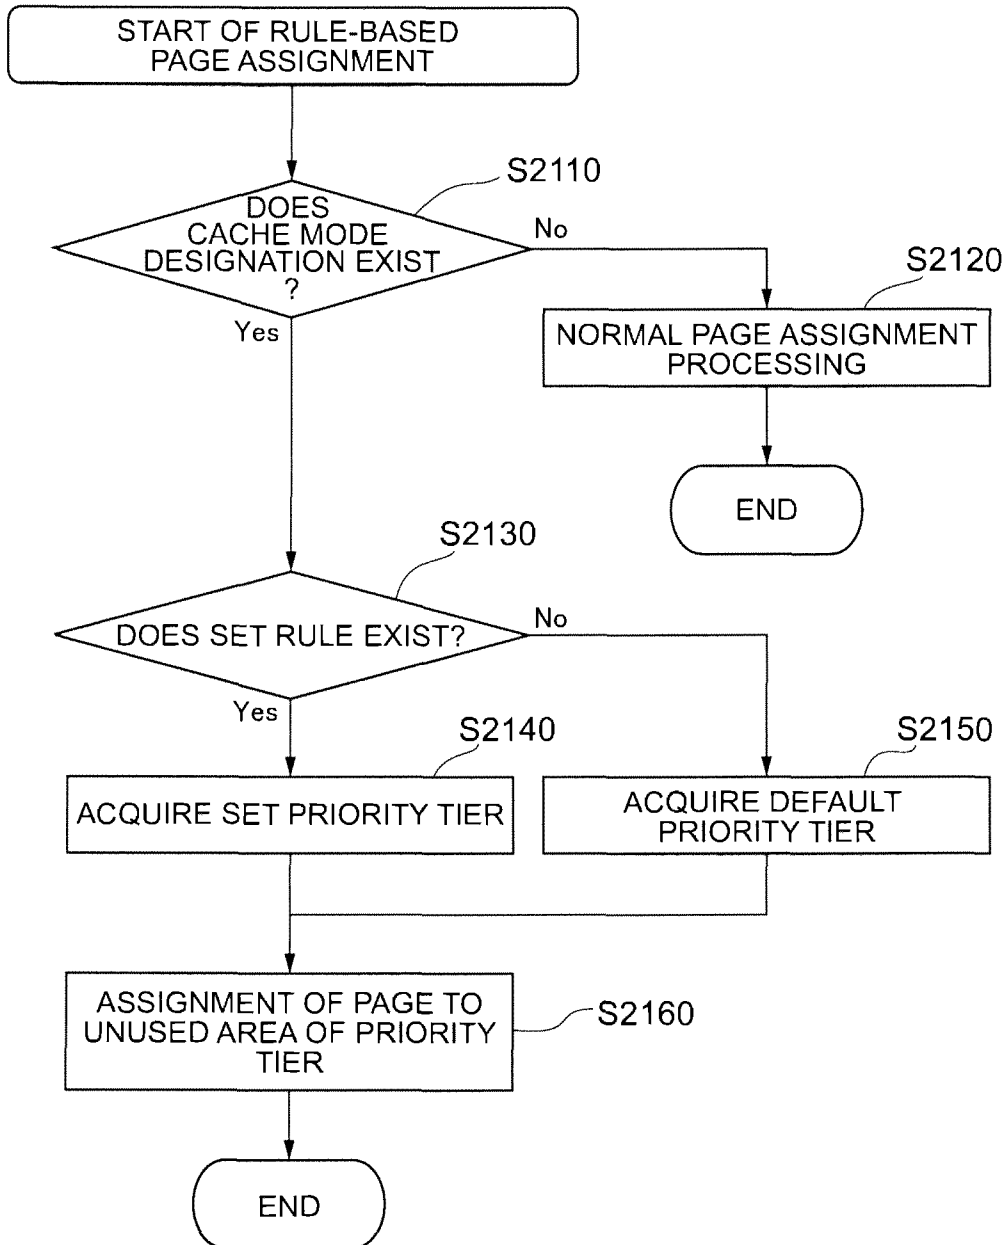 START OF RULE-BASED
PAGE ASSIGNMENT
S2110
DOES
CACHE MODE
DESIGNATION EXIST
?
No
Yes
S2120
NORMAL PAGE ASSIGNMENT
PROCESSING
END
S2130
DOES SET RULE EXIST?
No
Yes
S2140
ACQUIRE SET PRIORITY TIER
S2150
ACQUIRE DEFAULT
PRIORITY TIER
ASSIGNMENT OF PAGE TO
UNUSED AREA OF PRIORITY
TIER
S2160
END